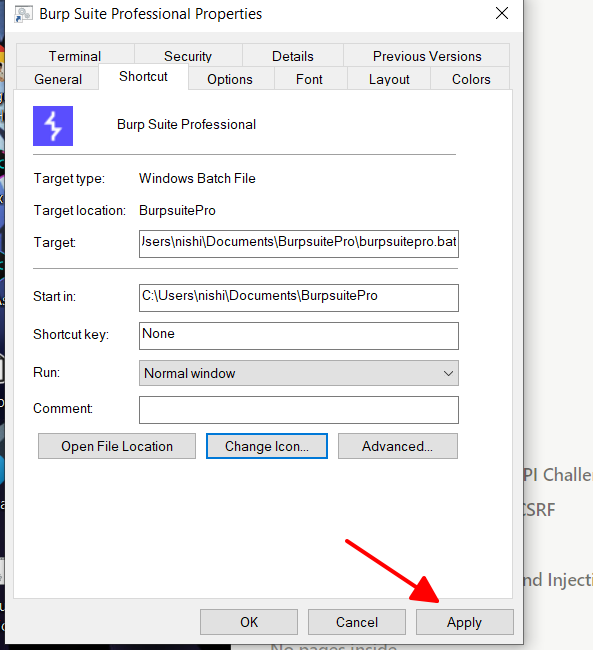 Burp Suite Professional Properties
Terminal Security Details Previous Versions
General Shortcut Options Font Layout Colors
Burp Suite Professional
Target type: Windows Batch File
Target location: BurpsuitePro
Target: Jsers\nishi\Documents\BurpsuitePro\burpsuitepro.bat
Start in: C:\Users\nishi\Documents\BurpsuitePro
Shortcut key: None
Run: Normal window
Comment:
Open File Location Change Icon... Advanced...
PI Challe
CSRF
nd Injecti
OK Cancel Apply
No pages inside